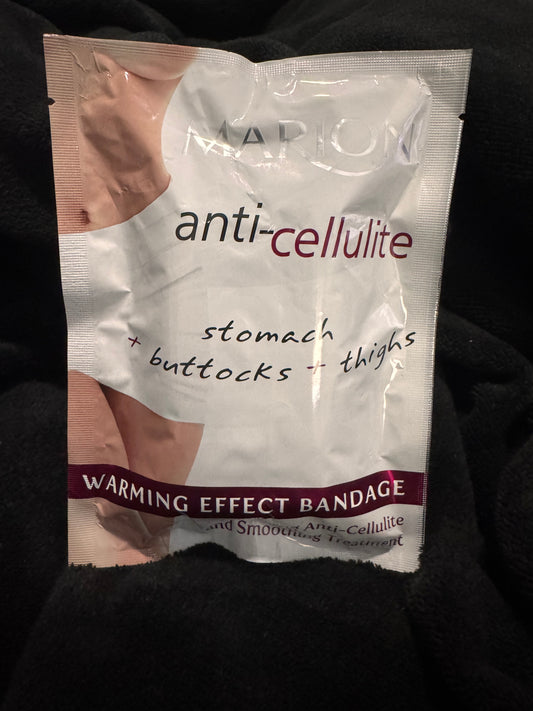 MARION
anti-cellulite
stomach
+ buttocks + thighs
WARMING EFFECT BANDAGE
and Smoothing Anti-Cellulite
Treatment